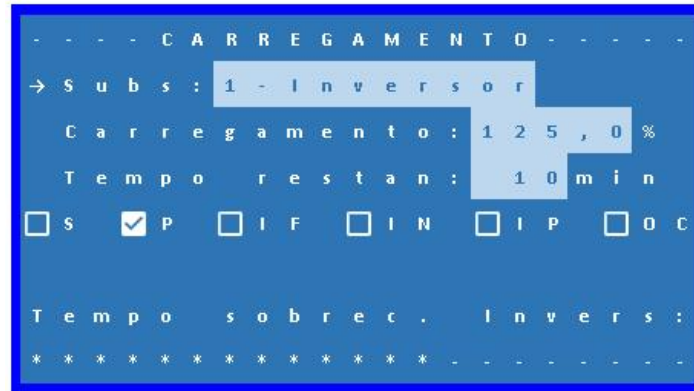 - - - - CARREGAMENTO - - - - -
→ Subs: 1-Inversor
Carregamento: 125,0%
Tempo restan: 10min
☐ S ☑ P ☐ IF ☐ IN ☐ IP ☐ OC
Tempo sobrec. Invers:
* * * * * * * * * * * * * - - - - - - - -